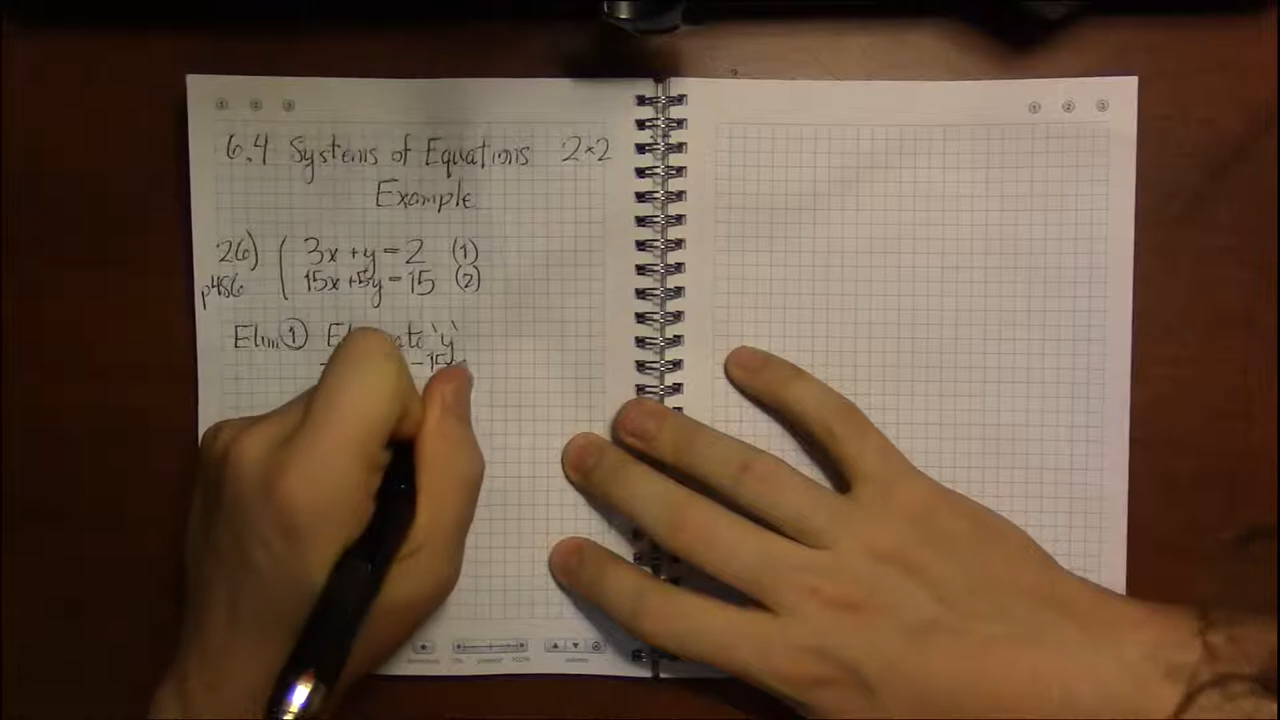 6.4 Systems of Equations 2×2
Example
26) 3x + y = 2 (1)
p486 15x+5y = 15 (2)
Elim ① 'y'